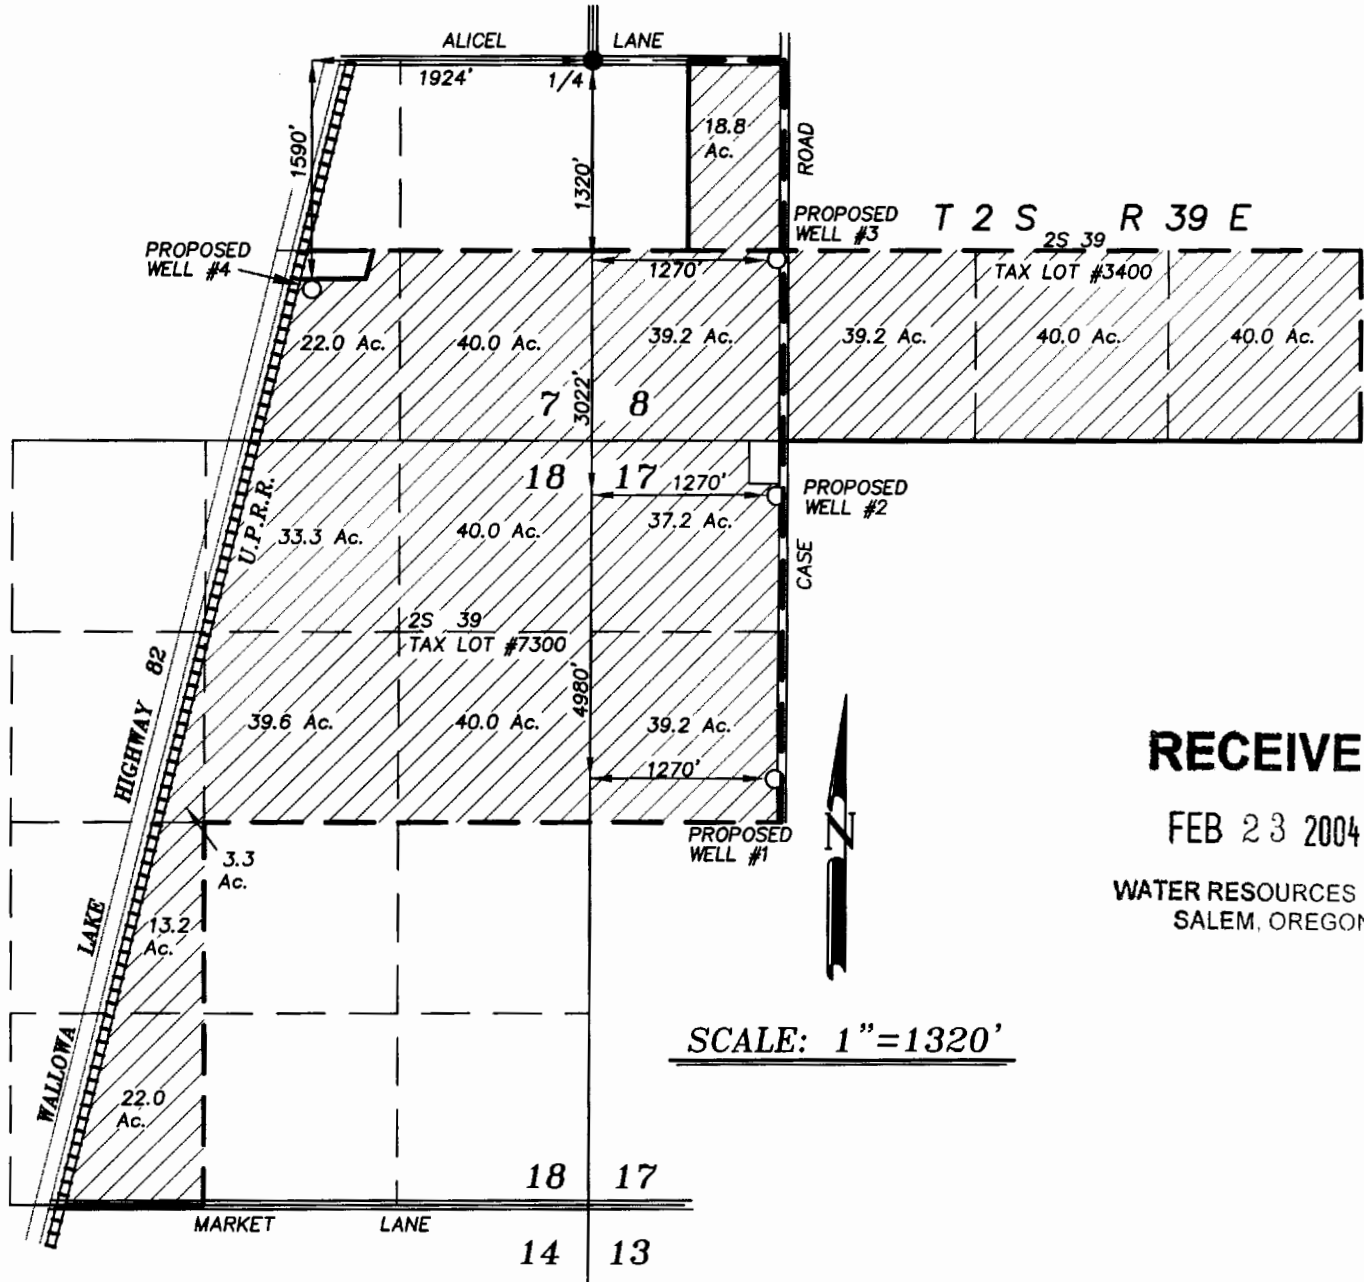 ALICEL LANE
1924' 1/4
1590'
1320'
18.8
Ac.
ROAD
PROPOSED
WELL #3
T 2 S R 39 E
2S 39
TAX LOT #3400
PROPOSED
WELL #4
1270'
22.0 Ac.
40.0 Ac.
39.2 Ac.
39.2 Ac.
40.0 Ac.
40.0 Ac.
3022'
7 8
18 17
1270'
PROPOSED
WELL #2
U.P.R.R.
33.3 Ac.
40.0 Ac.
37.2 Ac.
CASE
2S 39
TAX LOT #7300
4980'
39.6 Ac.
40.0 Ac.
39.2 Ac.
1270'
PROPOSED
WELL #1
N
WALLOWA LAKE HIGHWAY 82
3.3
Ac.
13.2
Ac.
22.0
Ac.
RECEIVE
FEB 23 2004
WATER RESOURCES
SALEM, OREGON
SCALE: 1"=1320'
18 17
MARKET LANE
14 13